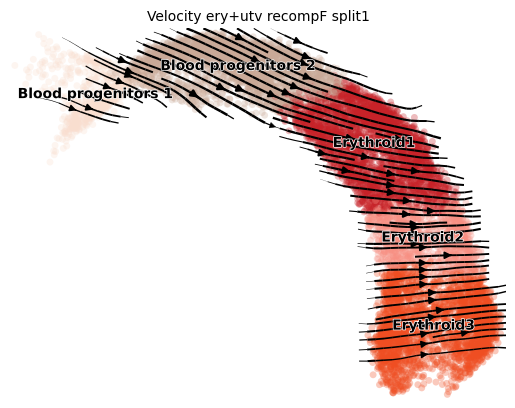 Velocity ery+utv recompF split1
Blood progenitors 2
Blood progenitors 1
Erythroid1
Erythroid2
Erythroid3